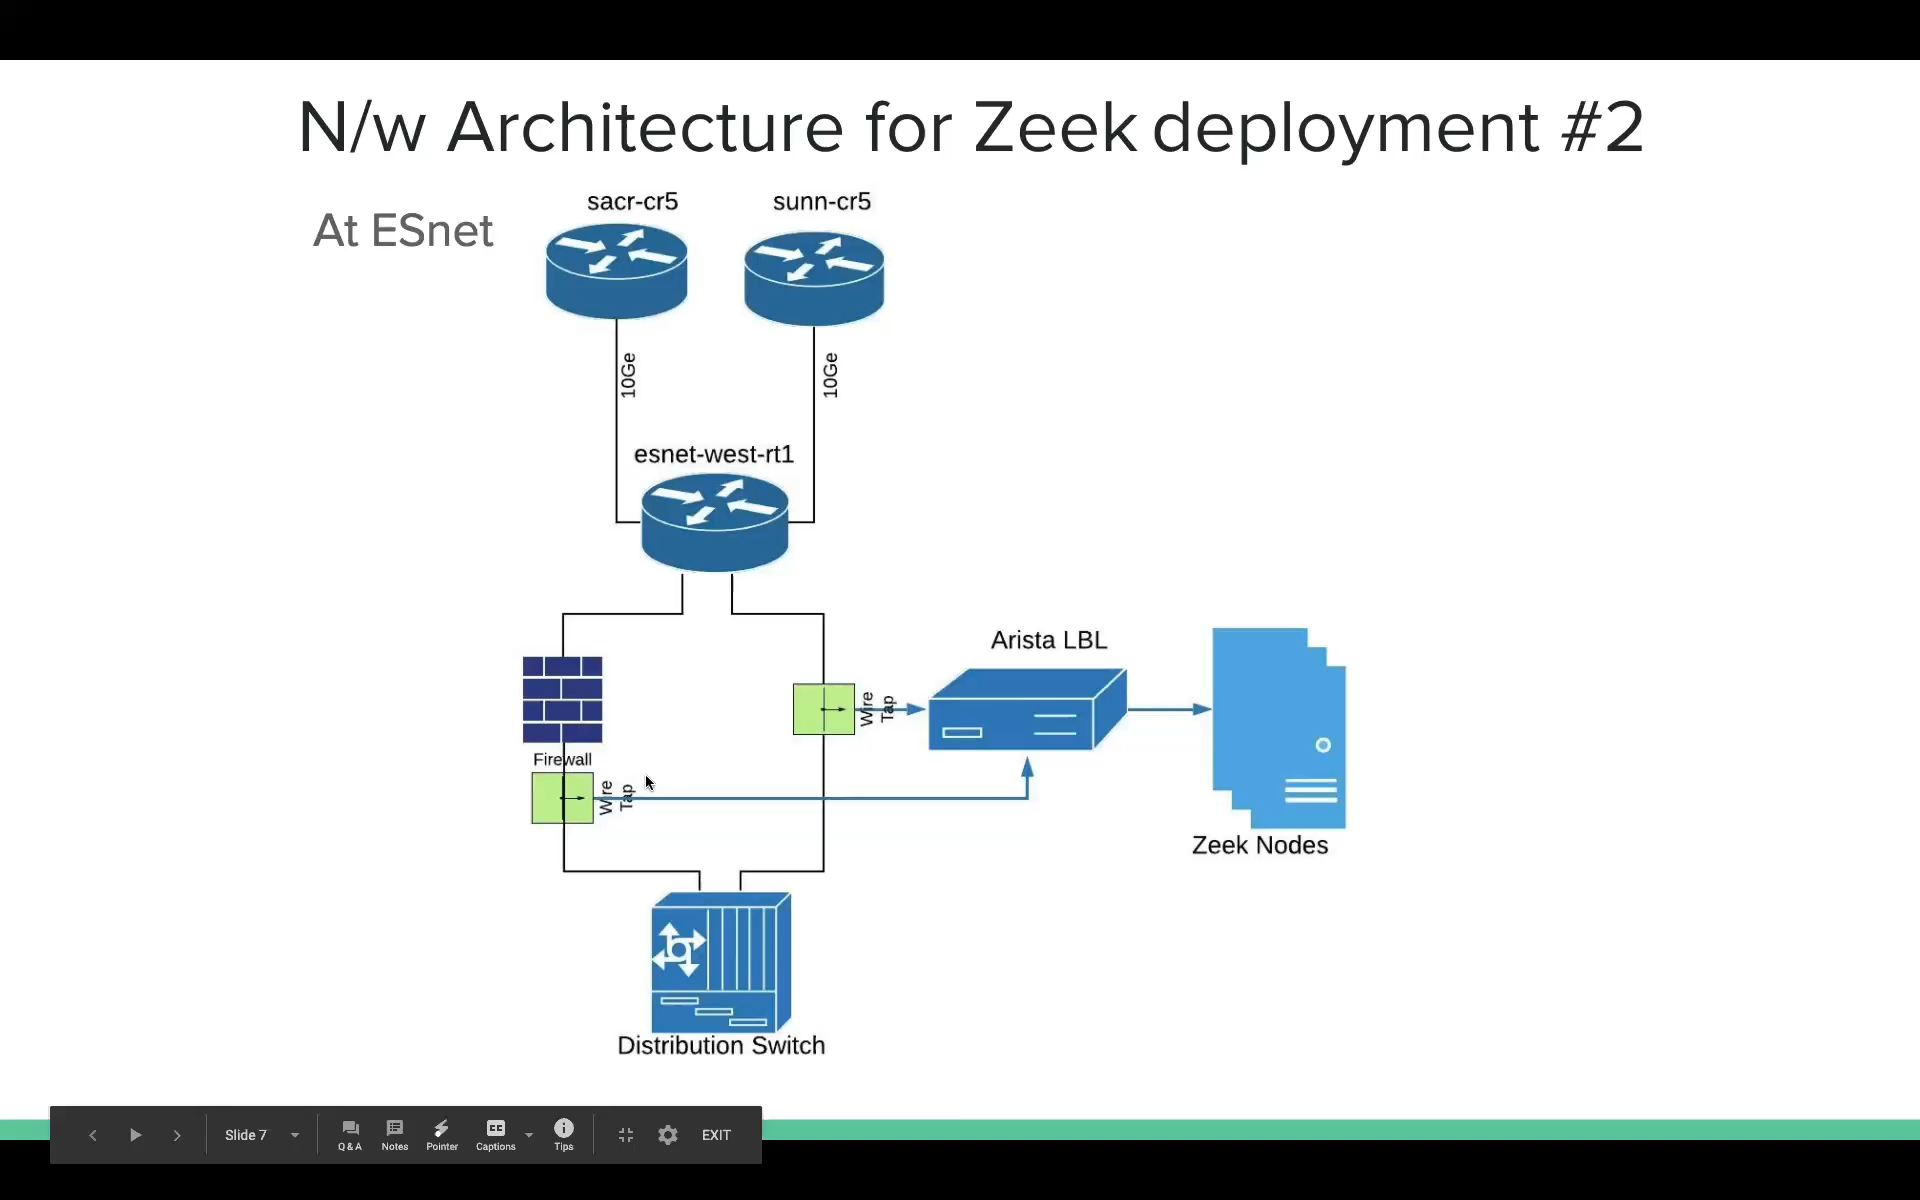 N/w Architecture for Zeek deployment #2
At ESnet
sacr-cr5
sunn-cr5
10Ge
10Ge
esnet-west-rt1
Arista LBL
Wire
Tap
Firewall
Wire
Tap
Zeek Nodes
Distribution Switch
Slide 7
Q & A
Notes
Pointer
CC
Captions
Tips
EXIT